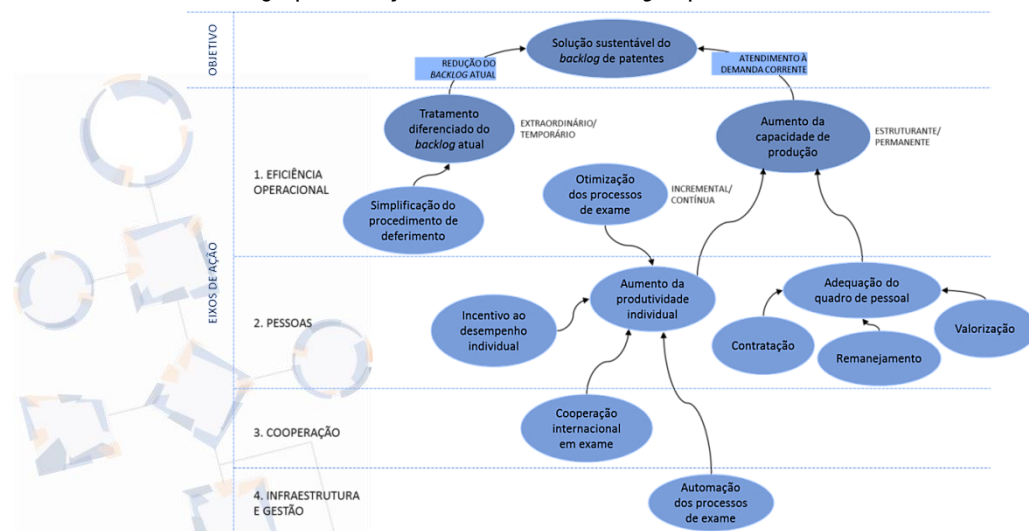 OBJETIVO
Solução sustentável do
backlog de patentes
REDUÇÃO DO
BACKLOG ATUAL
ATENDIMENTO À
DEMANDA CORRENTE
EIXOS DE AÇÃO
1. EFICIÊNCIA
OPERACIONAL
Tratamento
diferenciado do
backlog atual
EXTRAORDINÁRIO/
TEMPORÁRIO
Aumento da
capacidade de
produção
ESTRUTURANTE/
PERMANENTE
Simplificação do
procedimento de
deferimento
Otimização
dos processos
de exame
INCREMENTAL/
CONTÍNUA
2. PESSOAS
Incentivo ao
desempenho
individual
Aumento da
produtividade
individual
Adequação do
quadro de pessoal
Contratação
Remanejamento
Valorização
3. COOPERAÇÃO
Cooperação
internacional
em exame
4. INFRAESTRUTURA
E GESTÃO
Automação
dos processos
de exame